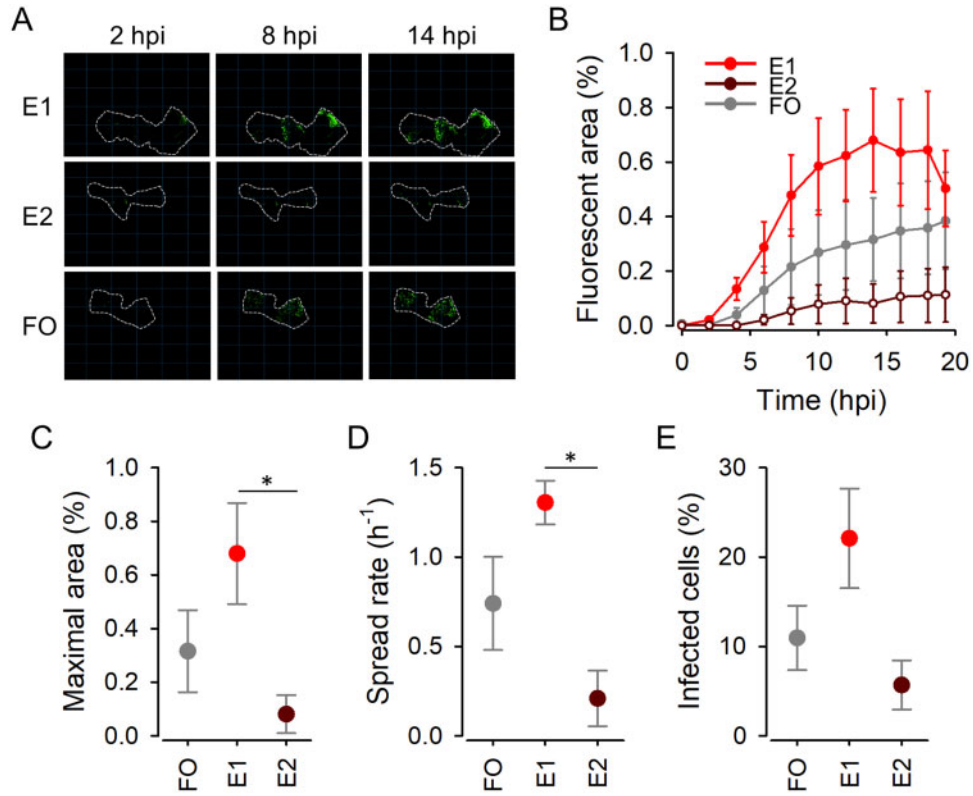 A
2 hpi 8 hpi 14 hpi
E1
E2
FO
B
Fluorescent area (%)
1.0
0.8
0.6
0.4
0.2
0.0
E1
E2
FO
0 5 10 15 20
Time (hpi)
C
Maximal area (%)
1.0
0.8
0.6
0.4
0.2
0.0
*
FO E1 E2
D
Spread rate (h⁻¹)
1.5
1.0
0.5
0.0
*
FO E1 E2
E
Infected cells (%)
30
20
10
0
FO E1 E2